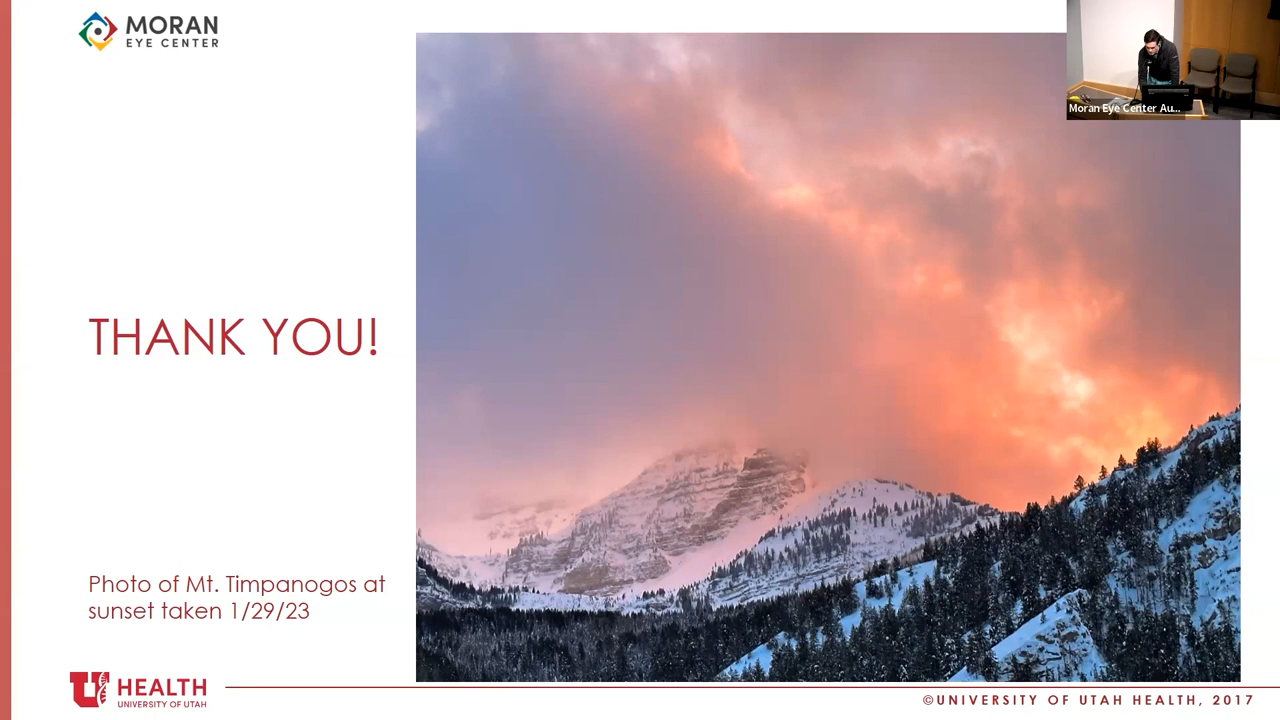 MORAN
EYE CENTER
Moran Eye Center Au...
THANK YOU!
Photo of Mt. Timpanogos at
sunset taken 1/29/23
U HEALTH
UNIVERSITY OF UTAH
©UNIVERSITY OF UTAH HEALTH, 2017